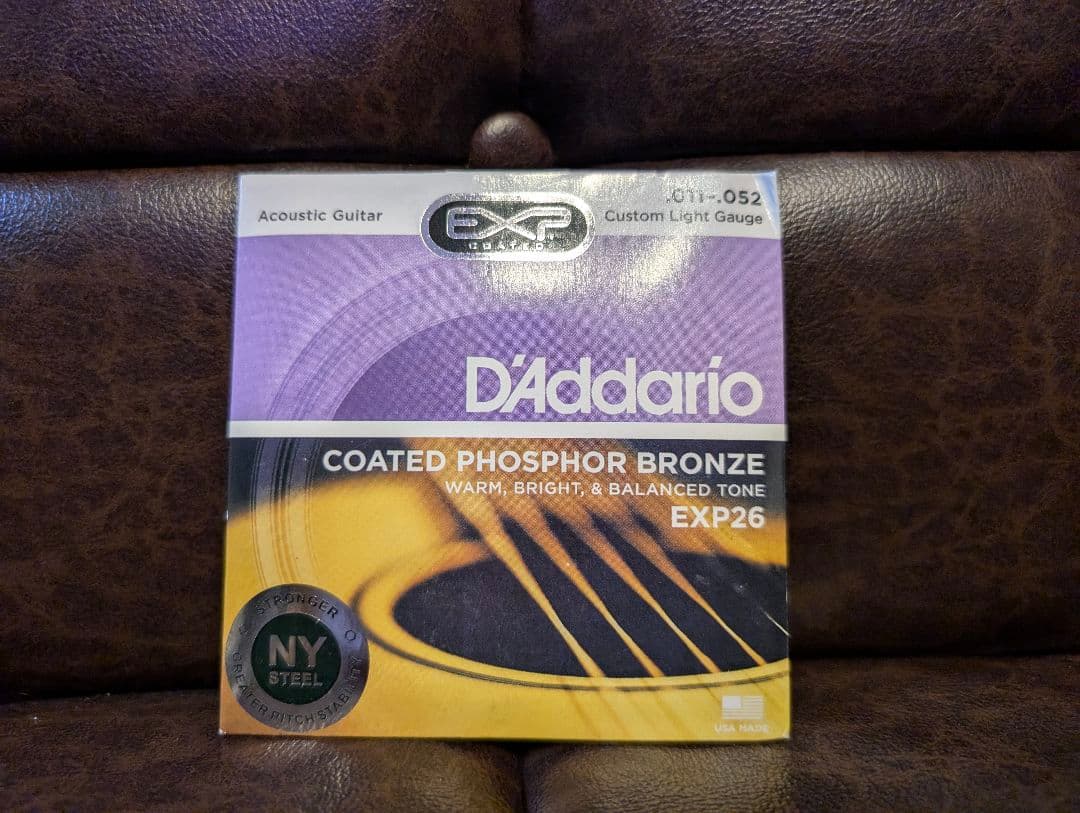 Acoustic Guitar
EXP
COATED
.011-.052
Custom Light Gauge
D'Addario
COATED PHOSPHOR BRONZE
WARM, BRIGHT, & BALANCED TONE
EXP26
STRONGER
NY
STEEL
GREATER PITCH STABILITY
USA MADE